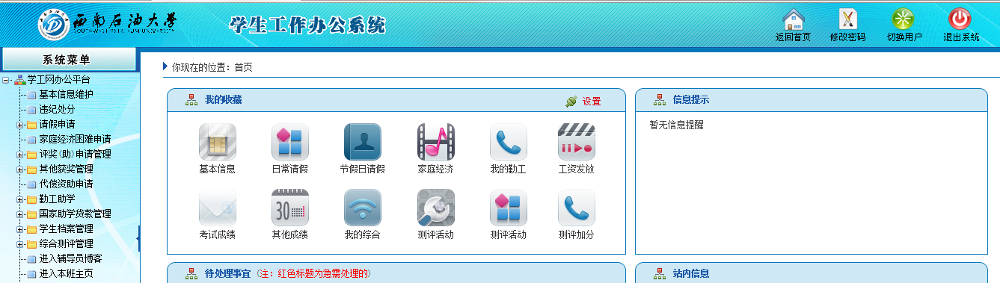 西南石油大学
SOUTHWEST PETROLEUM UNIVERSITY
学生工作办公系统
返回首页 修改密码 切换用户 退出系统
系统菜单
学工网办公平台
基本信息维护
违纪处分
请假申请
家庭经济困难申请
评奖(助)申请管理
其他获奖管理
代偿资助申请
勤工助学
国家助学贷款管理
学生档案管理
综合测评管理
进入辅导员博客
进入本班主页
你现在的位置：首页
我的收藏 设置
基本信息 日常请假 节假日请假 家庭经济 我的勤工 工资发放
30
考试成绩 其他成绩 我的综合 测评活动 测评活动 测评加分
信息提示
暂无信息提醒
待处理事宜 (注：红色标题为急需处理的)
站内信息